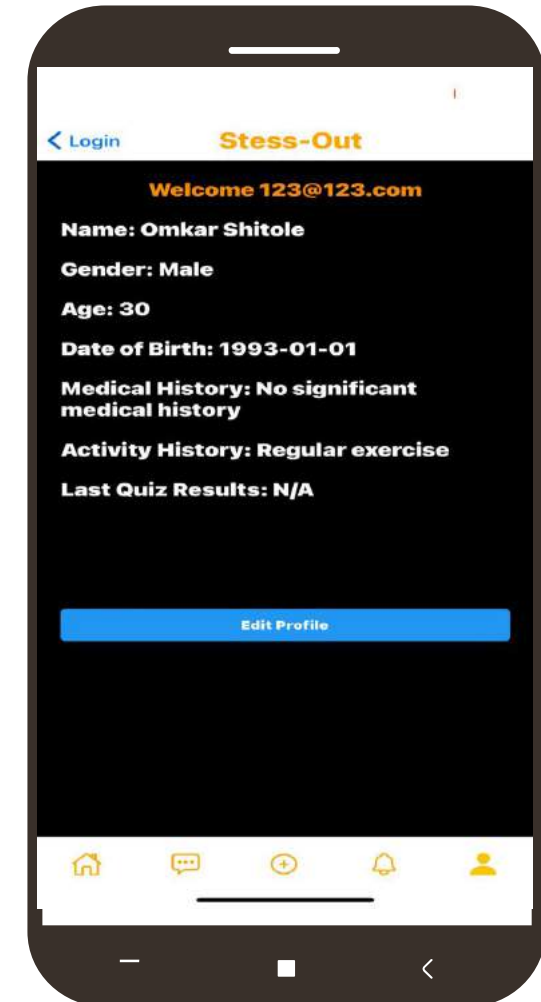 Login
Stess-Out
Welcome 123@123.com
Name: Omkar Shitole
Gender: Male
Age: 30
Date of Birth: 1993-01-01
Medical History: No significant
medical history
Activity History: Regular exercise
Last Quiz Results: N/A
Edit Profile